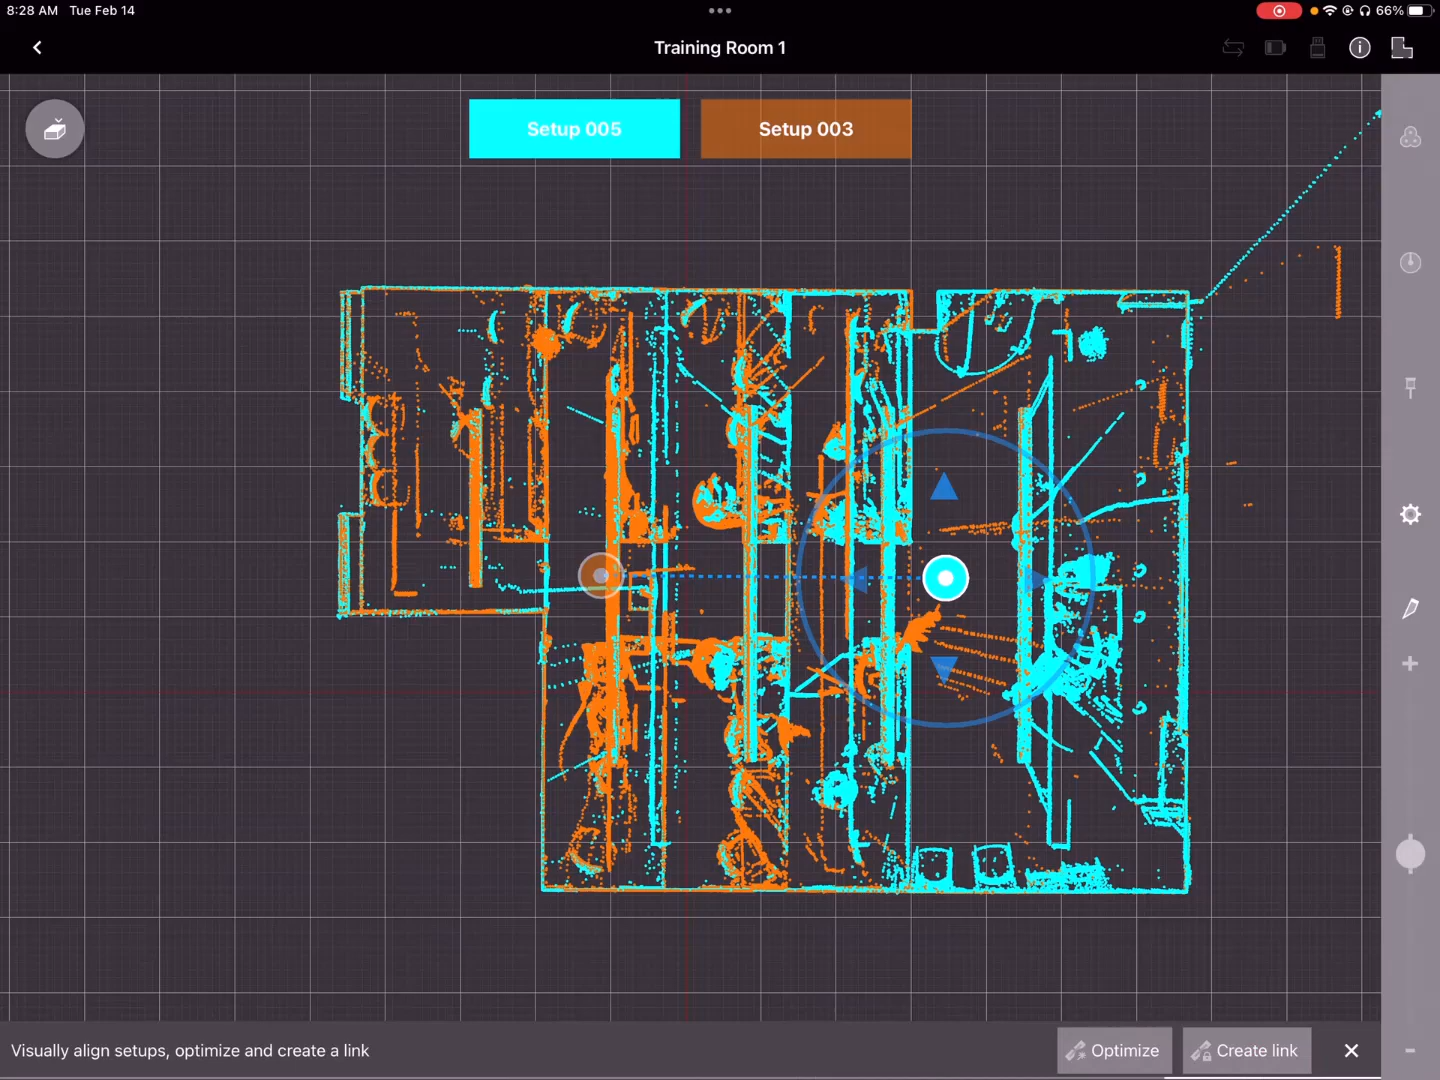 8:28 AM Tue Feb 14
66%
Training Room 1
Setup 005
Setup 003
Visually align setups, optimize and create a link
Optimize
Create link